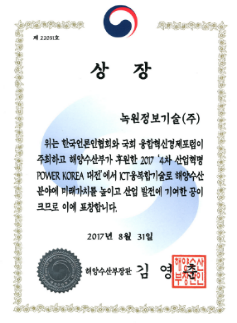 제 22031호
상 장
녹원정보기술(주)
위는 한국언론인협회와 국회 융합혁신경제포럼이
주최하고 해양수산부가 후원한 2017 '4차 산업혁명
POWER KOREA 대전'에서 ICT융복합기술로 해양수산
분야에 미래가치를 높이고 산업 발전에 기여한 공이
크므로 이에 표창합니다.
2017년 8월 31일
해양수산부장관 김 영 춘